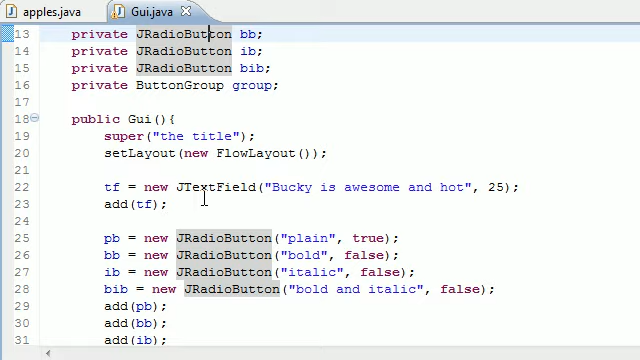 apples.java Gui.java
13 private JRadioButton bb;
14 private JRadioButton ib;
15 private JRadioButton bib;
16 private ButtonGroup group;
17
18 public Gui(){
19 super("the title");
20 setLayout(new FlowLayout());
21
22 tf = new JTextField("Bucky is awesome and hot", 25);
23 add(tf);
24
25 pb = new JRadioButton("plain", true);
26 bb = new JRadioButton("bold", false);
27 ib = new JRadioButton("italic", false);
28 bib = new JRadioButton("bold and italic", false);
29 add(pb);
30 add(bb);
31 add(ib);